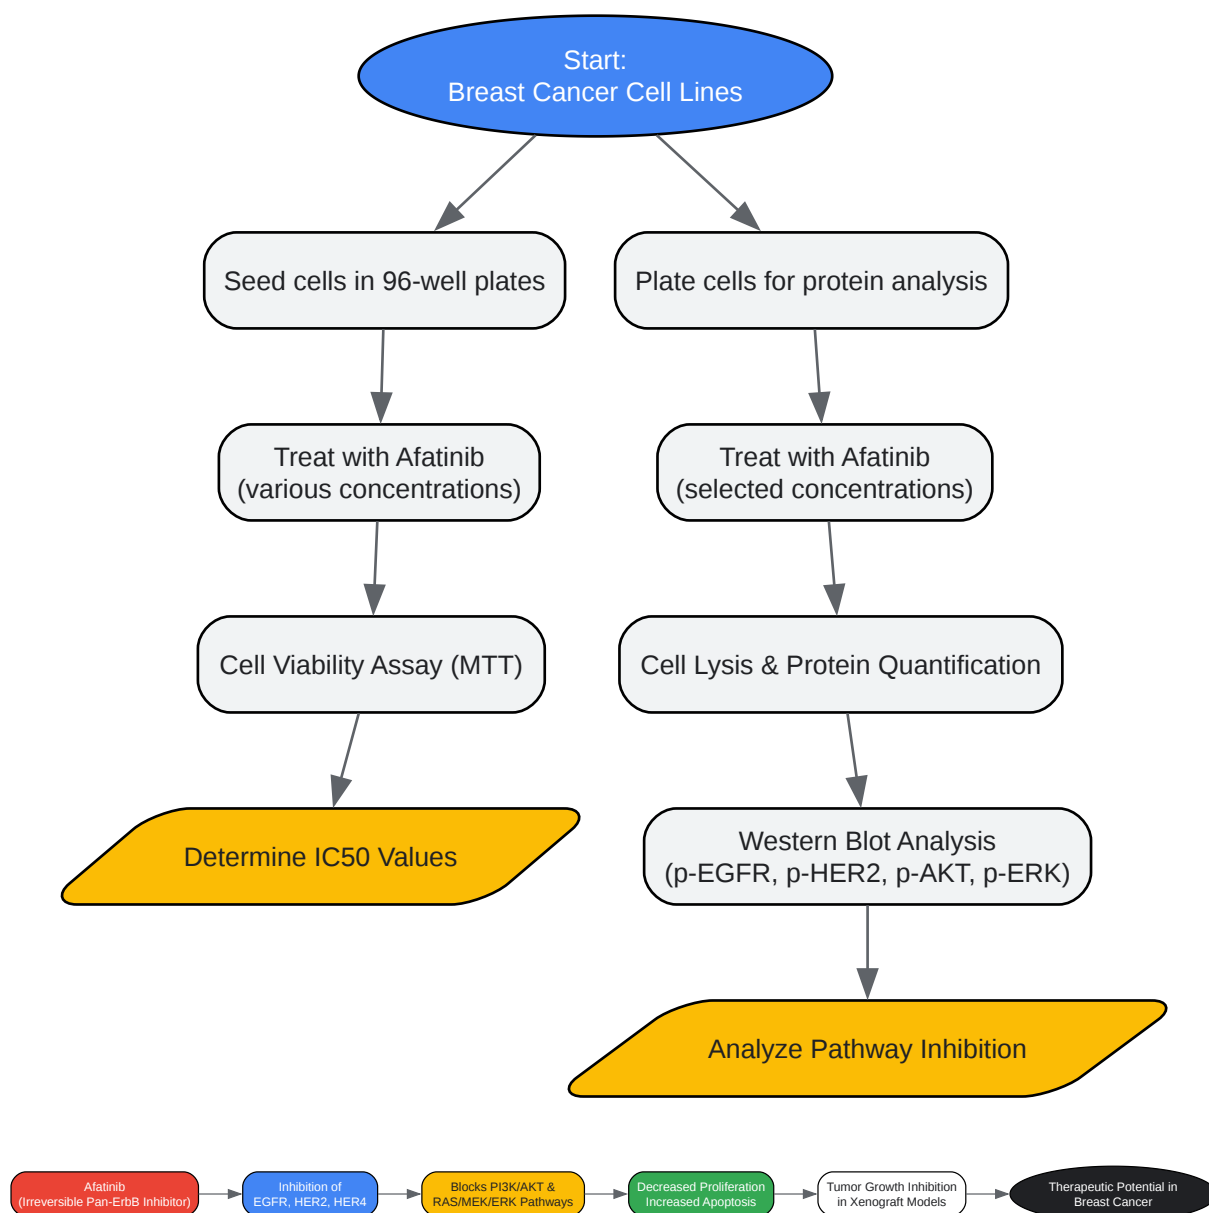 Start:
Breast Cancer Cell Lines
Seed cells in 96-well plates
Plate cells for protein analysis
Treat with Afatinib
(various concentrations)
Treat with Afatinib
(selected concentrations)
Cell Viability Assay (MTT)
Cell Lysis & Protein Quantification
Determine IC50 Values
Western Blot Analysis
(p-EGFR, p-HER2, p-AKT, p-ERK)
Analyze Pathway Inhibition
Afatinib
(Irreversible Pan-ErbB Inhibitor)
Inhibition of
EGFR, HER2, HER4
Blocks PI3K/AKT &
RAS/MEK/ERK Pathways
Decreased Proliferation
Increased Apoptosis
Tumor Growth Inhibition
in Xenograft Models
Therapeutic Potential in
Breast Cancer